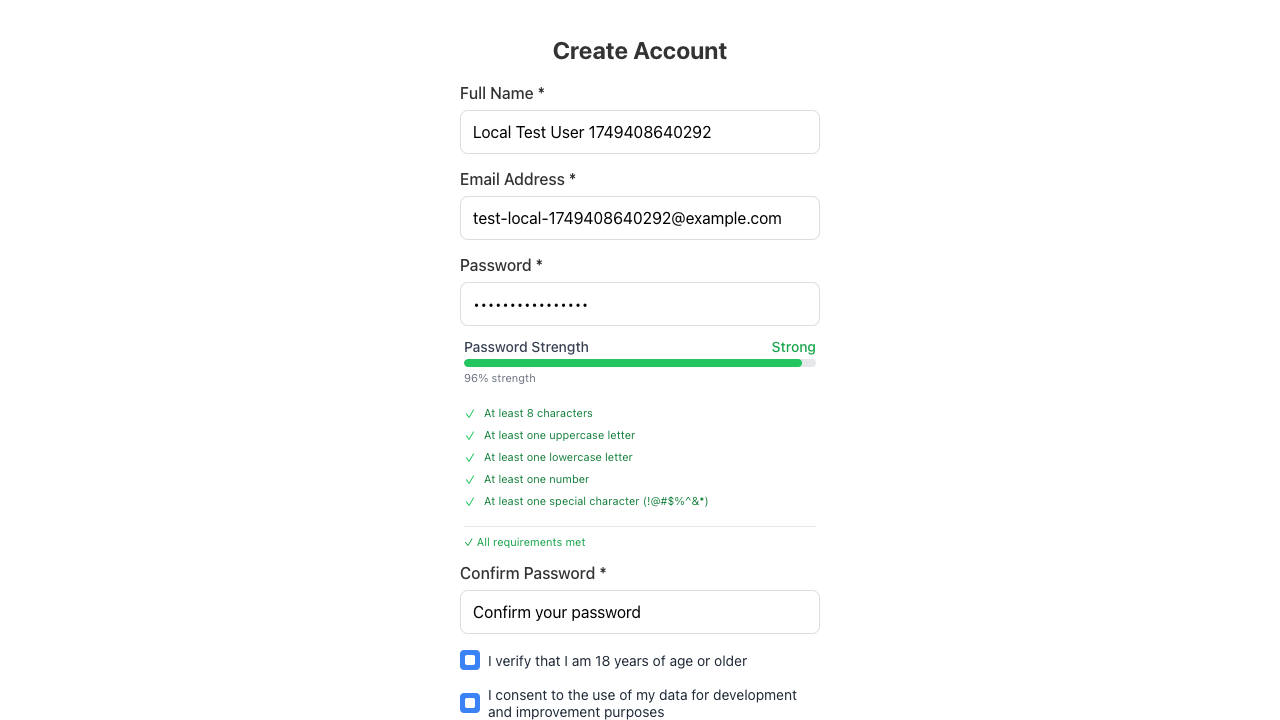 Create Account
Full Name *
Local Test User 1749408640292
Email Address *
test-local-1749408640292@example.com
Password *
••••••••••••••••
Password Strength Strong
96% strength
✓ At least 8 characters
✓ At least one uppercase letter
✓ At least one lowercase letter
✓ At least one number
✓ At least one special character (!@#$%^&*)
✓ All requirements met
Confirm Password *
Confirm your password
I verify that I am 18 years of age or older
I consent to the use of my data for development
and improvement purposes